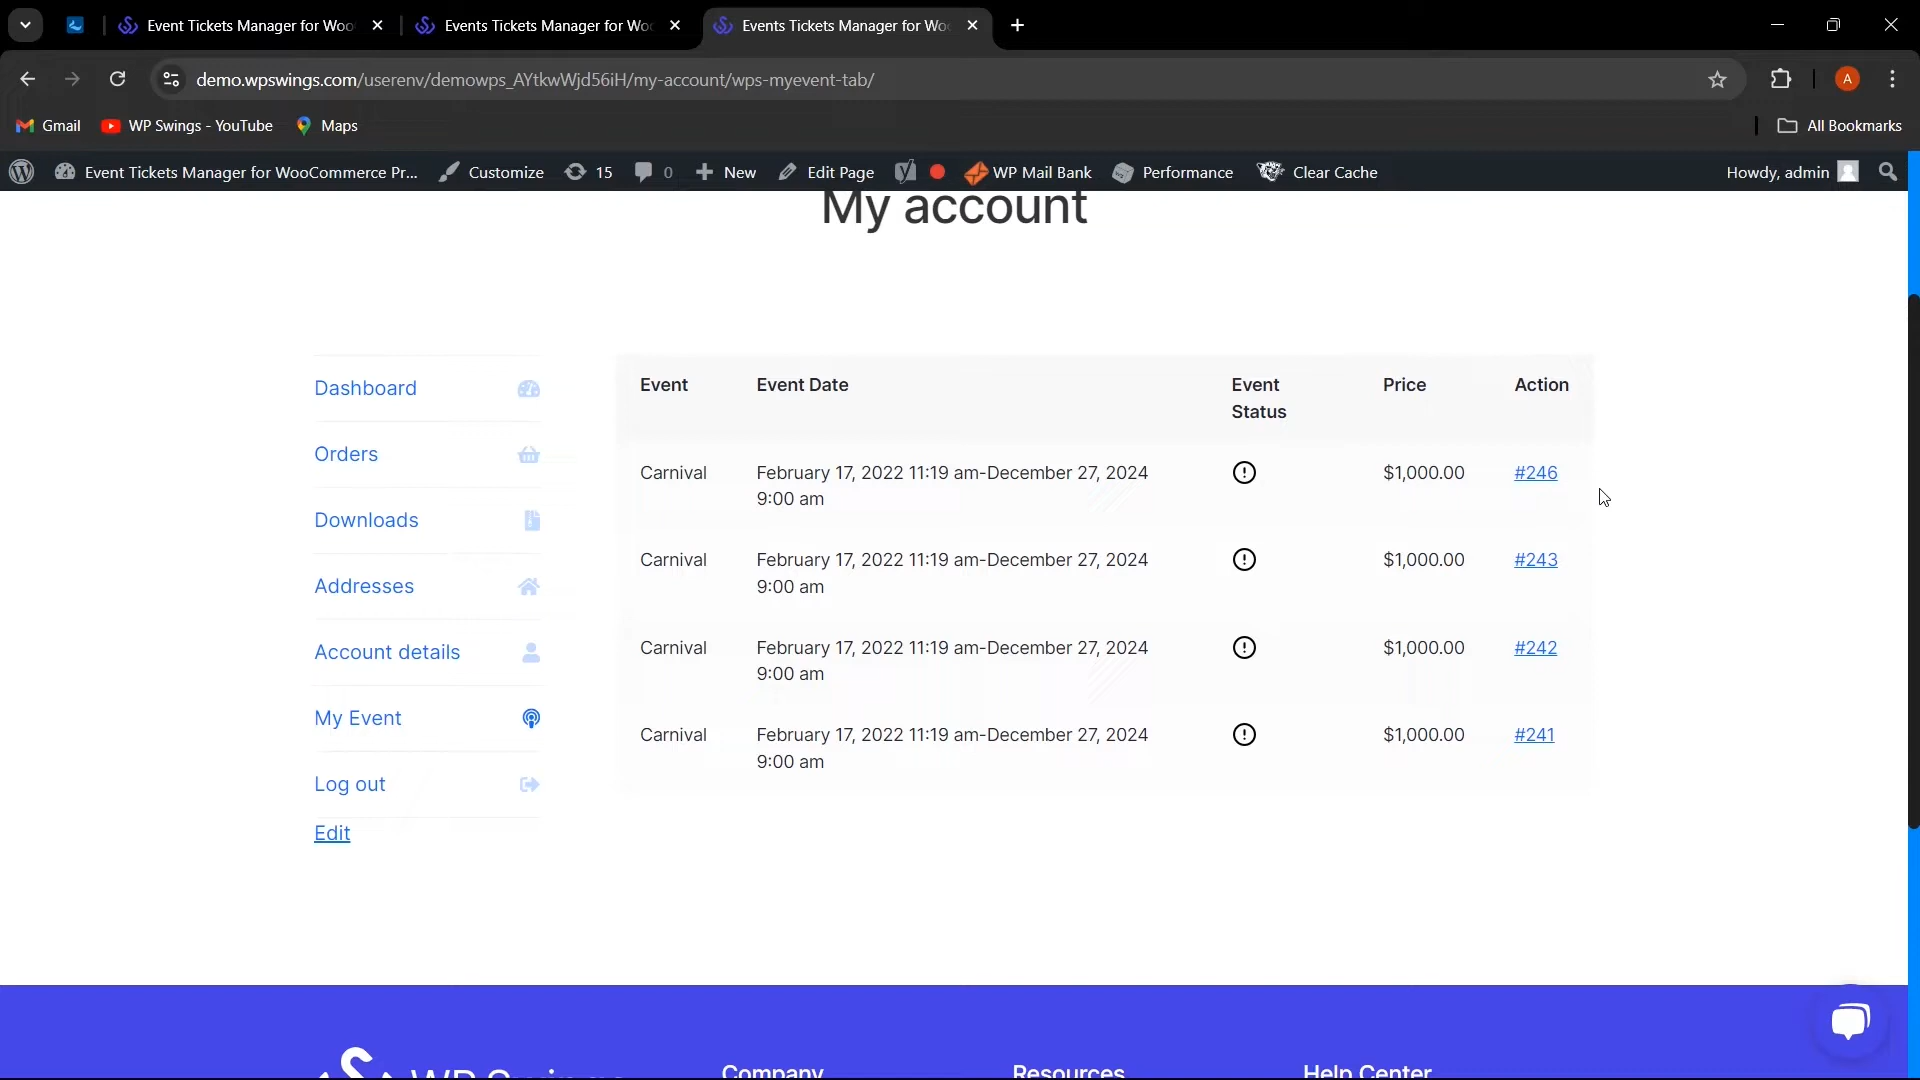 Event Tickets Manager for Woo
Events Tickets Manager for Wo
Events Tickets Manager for Wo
demo.wpswings.com/userenv/demowps_AYtkwWjd56iH/my-account/wps-myevent-tab/
A
Gmail
WP Swings - YouTube
Maps
All Bookmarks
Event Tickets Manager for WooCommerce Pr...
Customize
15
0
New
Edit Page
WP Mail Bank
Performance
Clear Cache
Howdy, admin
My account
Dashboard
Orders
Downloads
Addresses
Account details
My Event
Log out
Edit
Event
Event Date
Event
Status
Price
Action
Carnival
February 17, 2022 11:19 am-December 27, 2024
9:00 am
$1,000.00
#246
Carnival
February 17, 2022 11:19 am-December 27, 2024
9:00 am
$1,000.00
#243
Carnival
February 17, 2022 11:19 am-December 27, 2024
9:00 am
$1,000.00
#242
Carnival
February 17, 2022 11:19 am-December 27, 2024
9:00 am
$1,000.00
#241
WP Swings
Company
Resources
Help Center